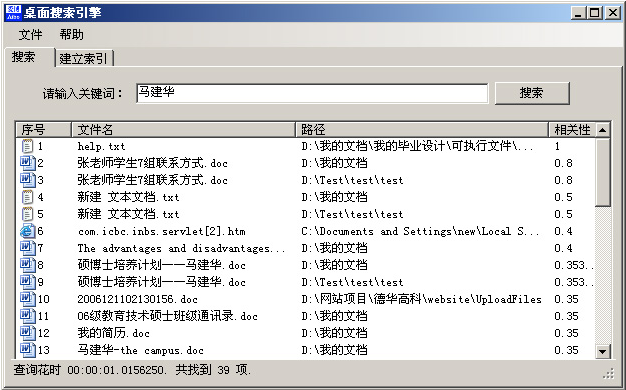 爱博 桌面搜索引擎
Aibo
文件 帮助
搜索 建立索引
请输入关键词： 马建华 搜索
序号 文件名 路径 相关性
1 help.txt D:\我的文档\我的毕业设计\可执行文件\... 1
2 张老师学生7组联系方式.doc D:\我的文档 0.8
3 张老师学生7组联系方式.doc D:\Test\test\test 0.8
4 新建 文本文档.txt D:\我的文档 0.5
5 新建 文本文档.txt D:\Test\test\test 0.5
6 com.icbc.inbs.servlet[2].htm C:\Documents and Settings\new\Local S... 0.4
7 The advantages and disadvantages... D:\我的文档 0.4
8 硕博士培养计划——马建华.doc D:\我的文档 0.353...
9 硕博士培养计划——马建华.doc D:\Test\test\test 0.353...
10 2006121102130156.doc D:\网站项目\德华高科\website\UploadFiles 0.35
11 06级教育技术硕士班级通讯录.doc D:\我的文档 0.35
12 我的简历.doc D:\我的文档 0.35
13 马建华-the campus.doc D:\我的文档 0.35
查询花时 00:00:01.0156250. 共找到 39 项.